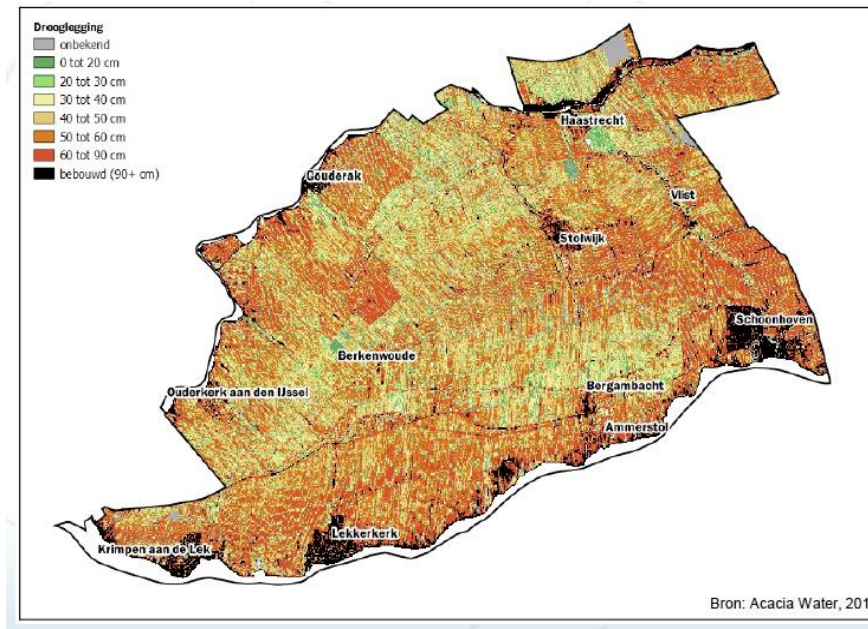 Drooglegging
onbekend
0 tot 20 cm
20 tot 30 cm
30 tot 40 cm
40 tot 50 cm
50 tot 60 cm
60 tot 90 cm
bebouwd (90+ cm)
Haastrecht
Gouderak
Vlist
Stolwijk
Schoonhoven
Berkenwoude
Ouderkerk aan den IJssel
Bergambacht
Ammerstol
Lekkerkerk
Krimpen aan de Lek
Bron: Acacia Water, 201